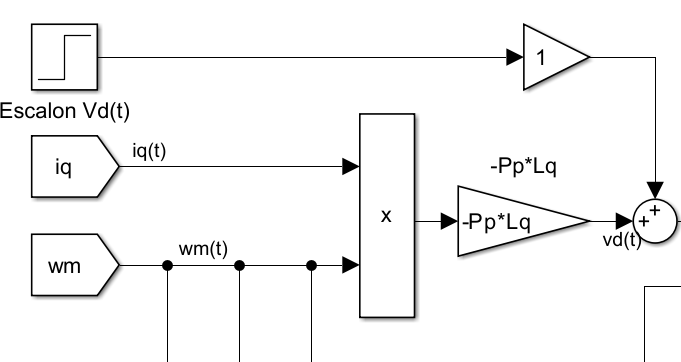 1
Escalon Vd(t)
iq
iq(t)
x
-Pp*Lq
-Pp*Lq
+
+
vd(t)
wm
wm(t)